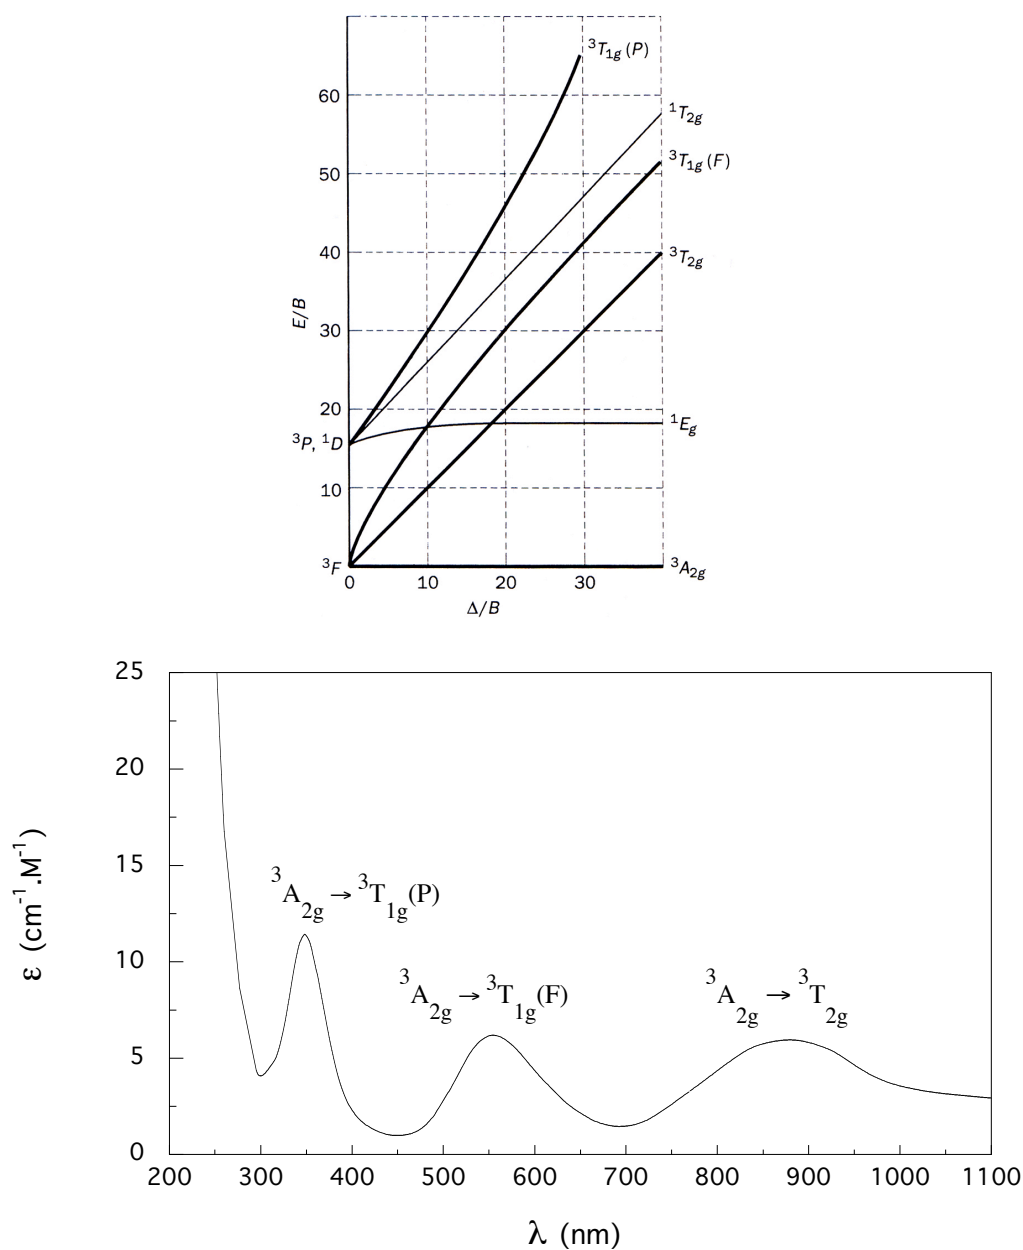 ³T₁g (P)
60
¹T₂g
³T₁g (F)
50
40
³T₂g
E/B
30
20
¹Eg
³P, ¹D
10
³F
³A₂g
0 10 20 30
Δ/B
25
20
15
10
5
0
ε (cm⁻¹.M⁻¹)
³A₂g → ³T₁g(P)
³A₂g → ³T₁g(F)
³A₂g → ³T₂g
200 300 400 500 600 700 800 900 1000 1100
λ (nm)